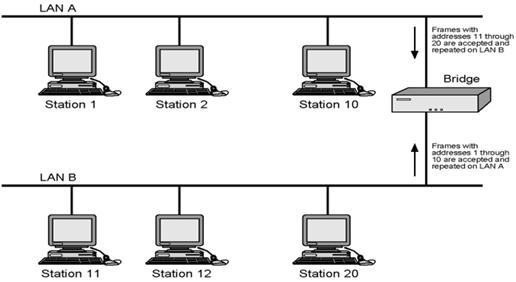 LAN A
Frames with
addresses 11 through
20 are accepted and
repeated on LAN B
Station 1
Station 2
Station 10
Bridge
Frames with
addresses 1 through
10 are accepted and
repeated on LAN A
LAN B
Station 11
Station 12
Station 20